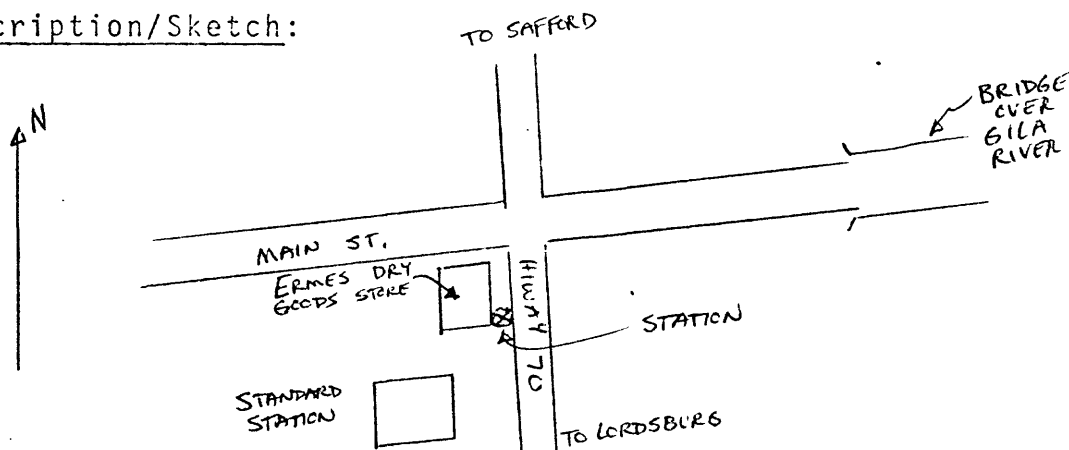 cription/Sketch:
TO SAFFORD
N
BRIDGE
OVER
GILA
RIVER
MAIN ST.
ERMES DRY
GOODS STORE
HIWAY 70
STATION
STANDARD
STATION
TO LORDSBURG